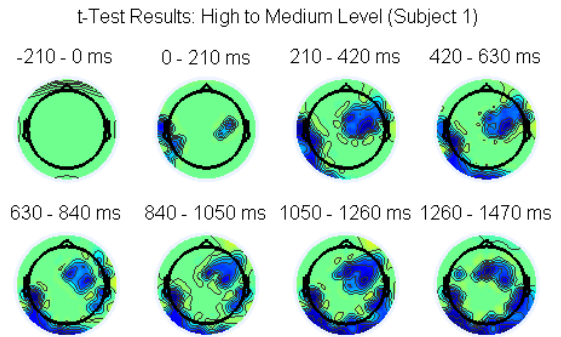 t-Test Results: High to Medium Level (Subject 1)
-210 - 0 ms 0 - 210 ms 210 - 420 ms 420 - 630 ms
630 - 840 ms 840 - 1050 ms 1050 - 1260 ms 1260 - 1470 ms